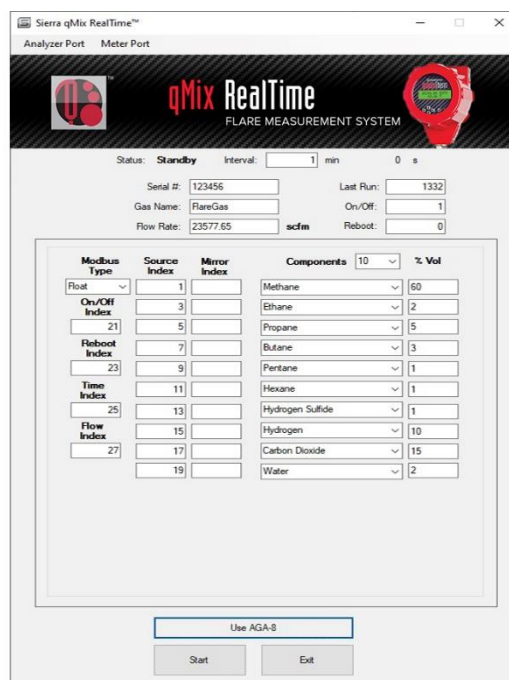 Sierra qMix RealTime™
Analyzer Port Meter Port
qMix RealTime
FLARE MEASUREMENT SYSTEM
Status: Standby Interval: 1 min 0 s
Serial #: 123456 Last Run: 1332
Gas Name: FlareGas On/Off: 1
Flow Rate: 23577.65 scfm Reboot: 0
Modbus Type Source Index Mirror Index Components 10 % Vol
Float 1 Methane 60
On/Off Index 3 Ethane 2
21 5 Propane 5
Reboot Index 7 Butane 3
23 9 Pentane 1
Time Index 11 Hexane 1
25 13 Hydrogen Sulfide 1
Flow Index 15 Hydrogen 10
27 17 Carbon Dioxide 15
19 Water 2
Use AGA-8
Start Exit